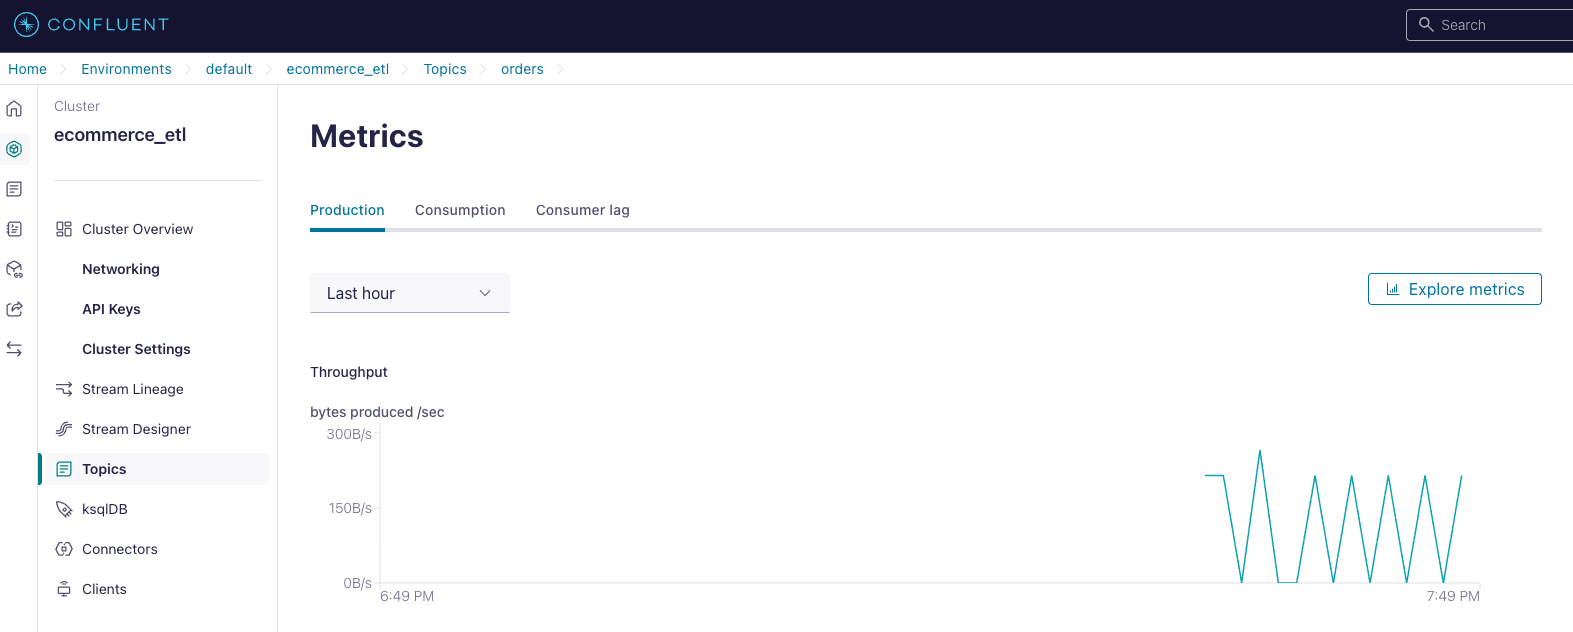 CONFLUENT
Search
Home Environments default ecommerce_etl Topics orders
Cluster
ecommerce_etl
Cluster Overview
Networking
API Keys
Cluster Settings
Stream Lineage
Stream Designer
Topics
ksqlDB
Connectors
Clients
Metrics
Production Consumption Consumer lag
Last hour
Explore metrics
Throughput
bytes produced /sec
300B/s
150B/s
0B/s
6:49 PM 7:49 PM